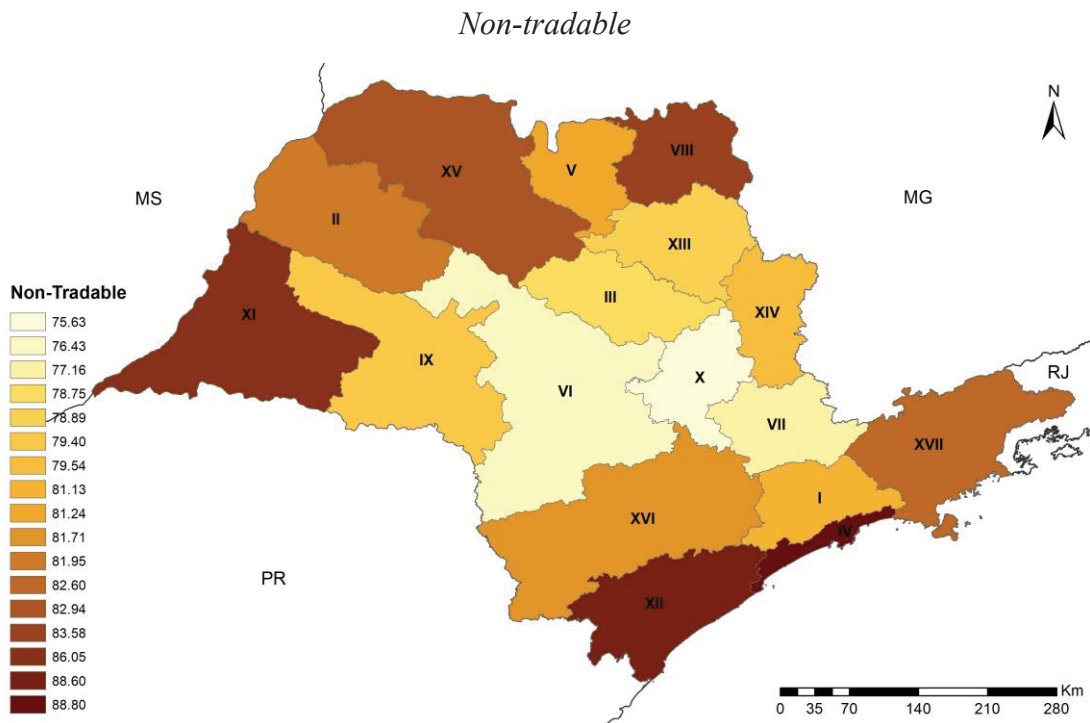 Non-tradable
N
MS
MG
VIII
V
XV
II
XIII
XI
III
XIV
IX
X
VI
VII
RJ
XVII
I
IV
XVI
XII
PR
Non-Tradable
75.63
76.43
77.16
78.75
78.89
79.40
79.54
81.13
81.24
81.71
81.95
82.60
82.94
83.58
86.05
88.60
88.80
Km
0 35 70 140 210 280